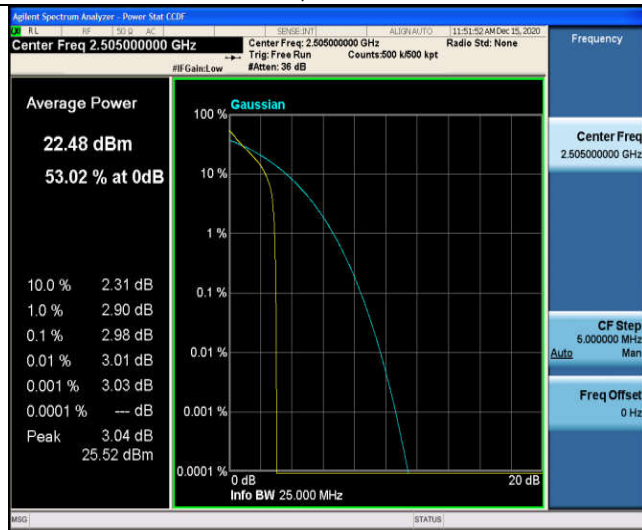 Agilent Spectrum Analyzer - Power Stat CCDF
RL RF 50 Ω AC SENSE:INT ALIGN AUTO 11:51:52 AM Dec 15, 2020
Center Freq 2.505000000 GHz
Center Freq: 2.505000000 GHz Radio Std: None
Trig: Free Run Counts:500 k/500 kpt
#IFGain:Low #Atten: 36 dB
Frequency
Average Power
22.48 dBm
53.02 % at 0dB
10.0 % 2.31 dB
1.0 % 2.90 dB
0.1 % 2.98 dB
0.01 % 3.01 dB
0.001 % 3.03 dB
0.0001 % --- dB
Peak 3.04 dB
25.52 dBm
100 % Gaussian
10 %
1 %
0.1 %
0.01 %
0.001 %
0.0001 %
0 dB 20 dB
Info BW 25.000 MHz
Center Freq
2.505000000 GHz
CF Step
5.000000 MHz
Auto Man
Freq Offset
0 Hz
MSG STATUS